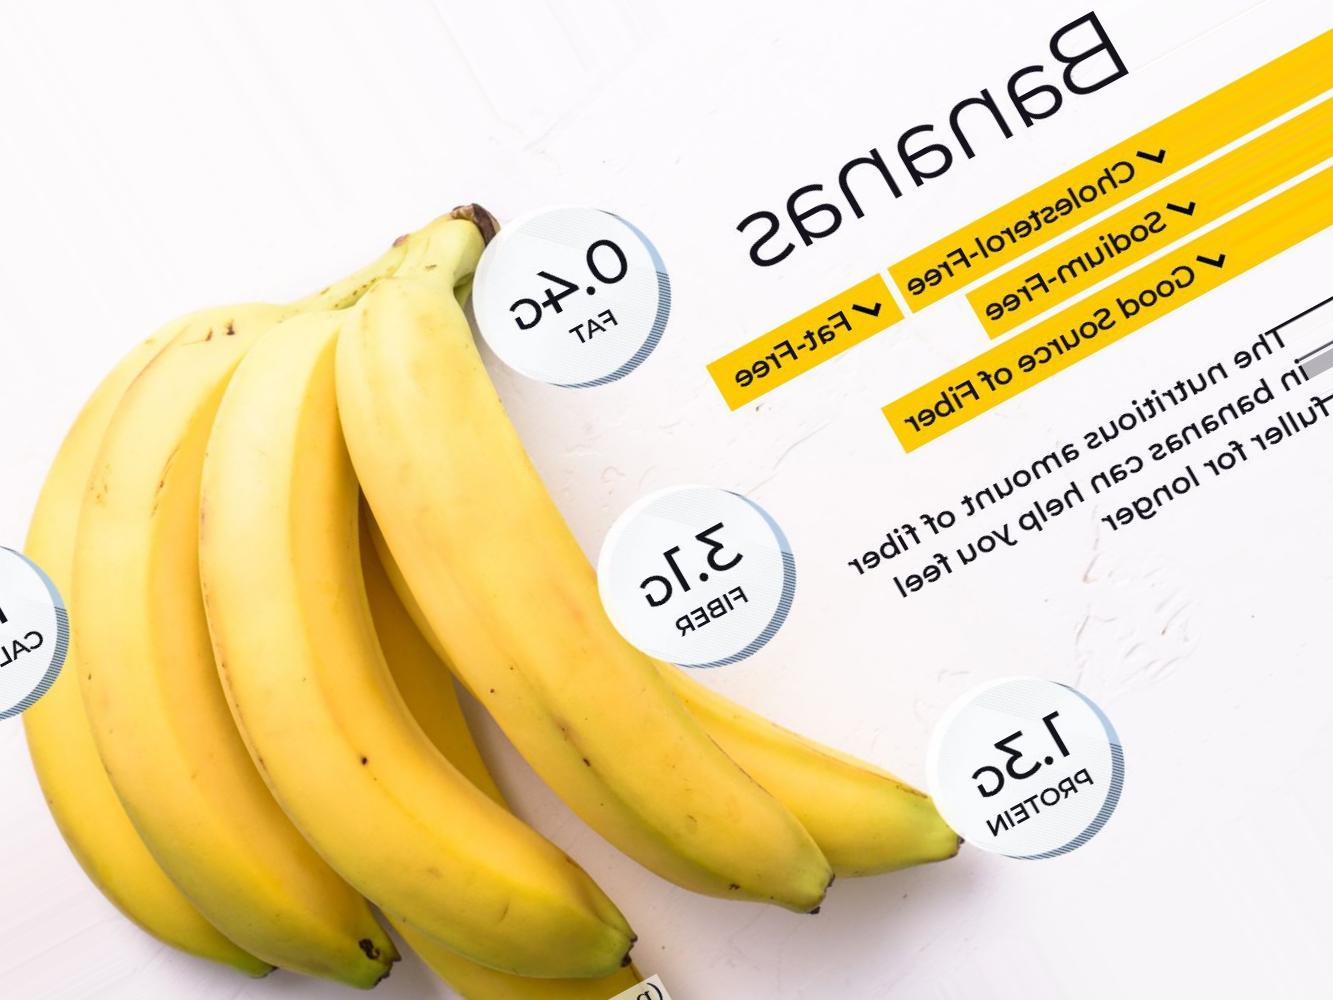 Bananas
✓ Cholesterol-Free
✓ Fat-Free
✓ Sodium-Free
✓ Good Source of Fiber
The nutritious amount of fiber
in bananas can help you feel
fuller for longer
0.4G
FAT
3.1G
FIBER
1.3G
PROTEIN